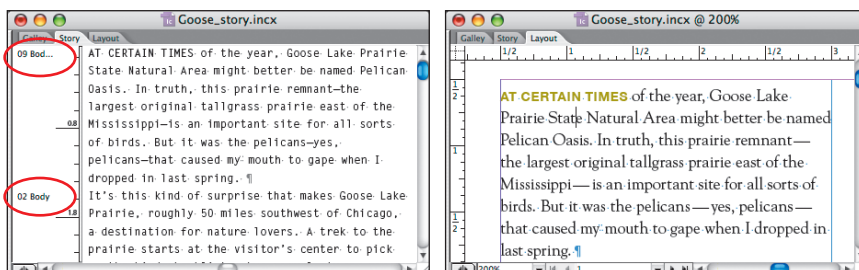 Goose_story.incx
Galley Story Layout
09 Bod...
AT CERTAIN TIMES of the year, Goose Lake Prairie
State Natural Area might better be named Pelican
Oasis. In truth, this prairie remnant—the
largest original tallgrass prairie east of the
0.8
Mississippi—is an important site for all sorts
of birds. But it was the pelicans—yes,
pelicans—that caused my mouth to gape when I
dropped in last spring. ¶
02 Body
It's this kind of surprise that makes Goose Lake
1.8
Prairie, roughly 50 miles southwest of Chicago,
a destination for nature lovers. A trek to the
prairie starts at the visitor's center to pick
Goose_story.incx @ 200%
Galley Story Layout
1/2 1 1/2 2 1/2 3
1
2
1
1
2
AT CERTAIN TIMES of the year, Goose Lake
Prairie State Natural Area might better be named
Pelican Oasis. In truth, this prairie remnant—
the largest original tallgrass prairie east of the
Mississippi—is an important site for all sorts of
birds. But it was the pelicans—yes, pelicans—
that caused my mouth to gape when I dropped in
last spring. ¶
200%